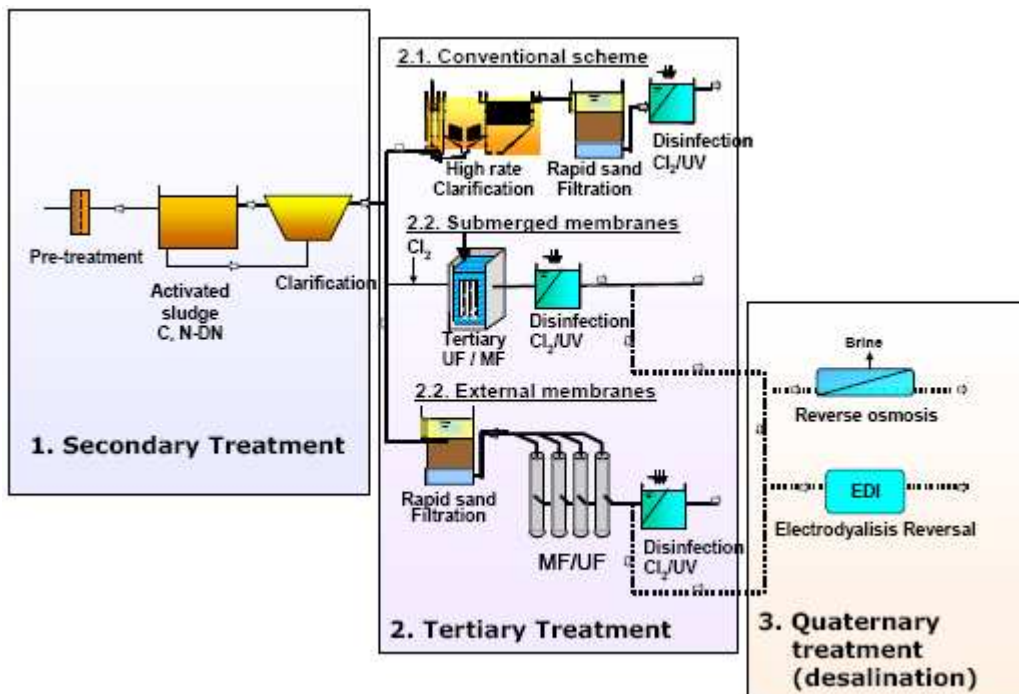 2.1. Conventional scheme
Disinfection
Cl2/UV
High rate
Clarification
Rapid sand
Filtration
Pre-treatment
Activated
sludge
C, N-DN
Clarification
2.2. Submerged membranes
Cl2
Tertiary
UF / MF
Disinfection
Cl2/UV
2.2. External membranes
Rapid sand
Filtration
MF/UF
Disinfection
Cl2/UV
1. Secondary Treatment
2. Tertiary Treatment
Brine
Reverse osmosis
EDI
Electrodyalisis Reversal
3. Quaternary
treatment
(desalination)